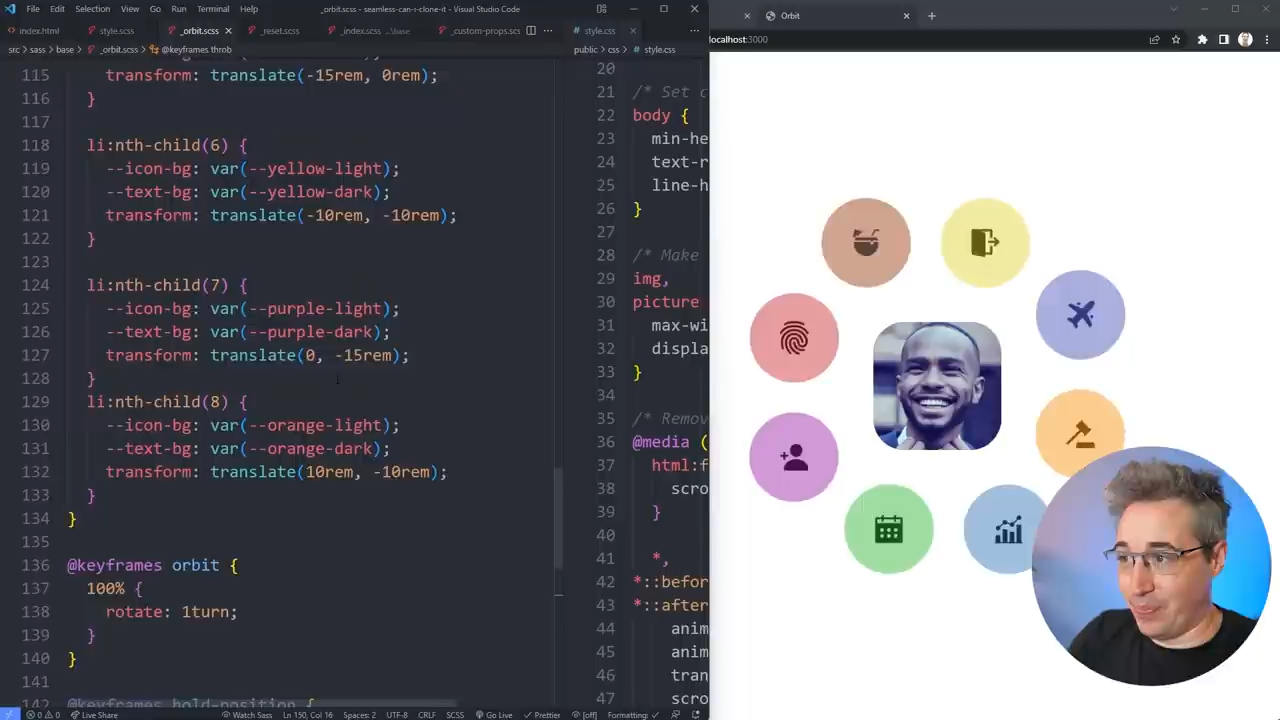 File Edit Selection View Go Run Terminal Help _orbit.scss - seamless-can-i-clone-it - Visual Studio Code
index.html style.scss _orbit.scss _reset.scss _index.scss ...\base _custom-props.scss
src > sass > base > _orbit.scss > @keyframes throb
115 transform: translate(-15rem, 0rem);
116 }
117
118 li:nth-child(6) {
119 --icon-bg: var(--yellow-light);
120 --text-bg: var(--yellow-dark);
121 transform: translate(-10rem, -10rem);
122 }
123
124 li:nth-child(7) {
125 --icon-bg: var(--purple-light);
126 --text-bg: var(--purple-dark);
127 transform: translate(0, -15rem);
128 }
129 li:nth-child(8) {
130 --icon-bg: var(--orange-light);
131 --text-bg: var(--orange-dark);
132 transform: translate(10rem, -10rem);
133 }
134 }
135
136 @keyframes orbit {
137 100% {
138 rotate: 1turn;
139 }
140 }
141
142 @keyframes hold-position {
style.css
public > css > style.css
20
21 /* Set c
22 body {
23 min-he
24 text-r
25 line-h
26 }
27
28 /* Make
29 img,
30 picture
31 max-wi
32 displa
33 }
34
35 /* Remov
36 @media (
37 html:f
38 scro
39 }
40
41 *,
42 *::befor
43 *::after
44 anim
45 anim
46 tran
47 scro
0 0 Live Share Watch Sass Ln 150, Col 16 Spaces: 2 UTF-8 CRLF SCSS Go Live Prettier [off] Formatting:
Orbit
localhost:3000